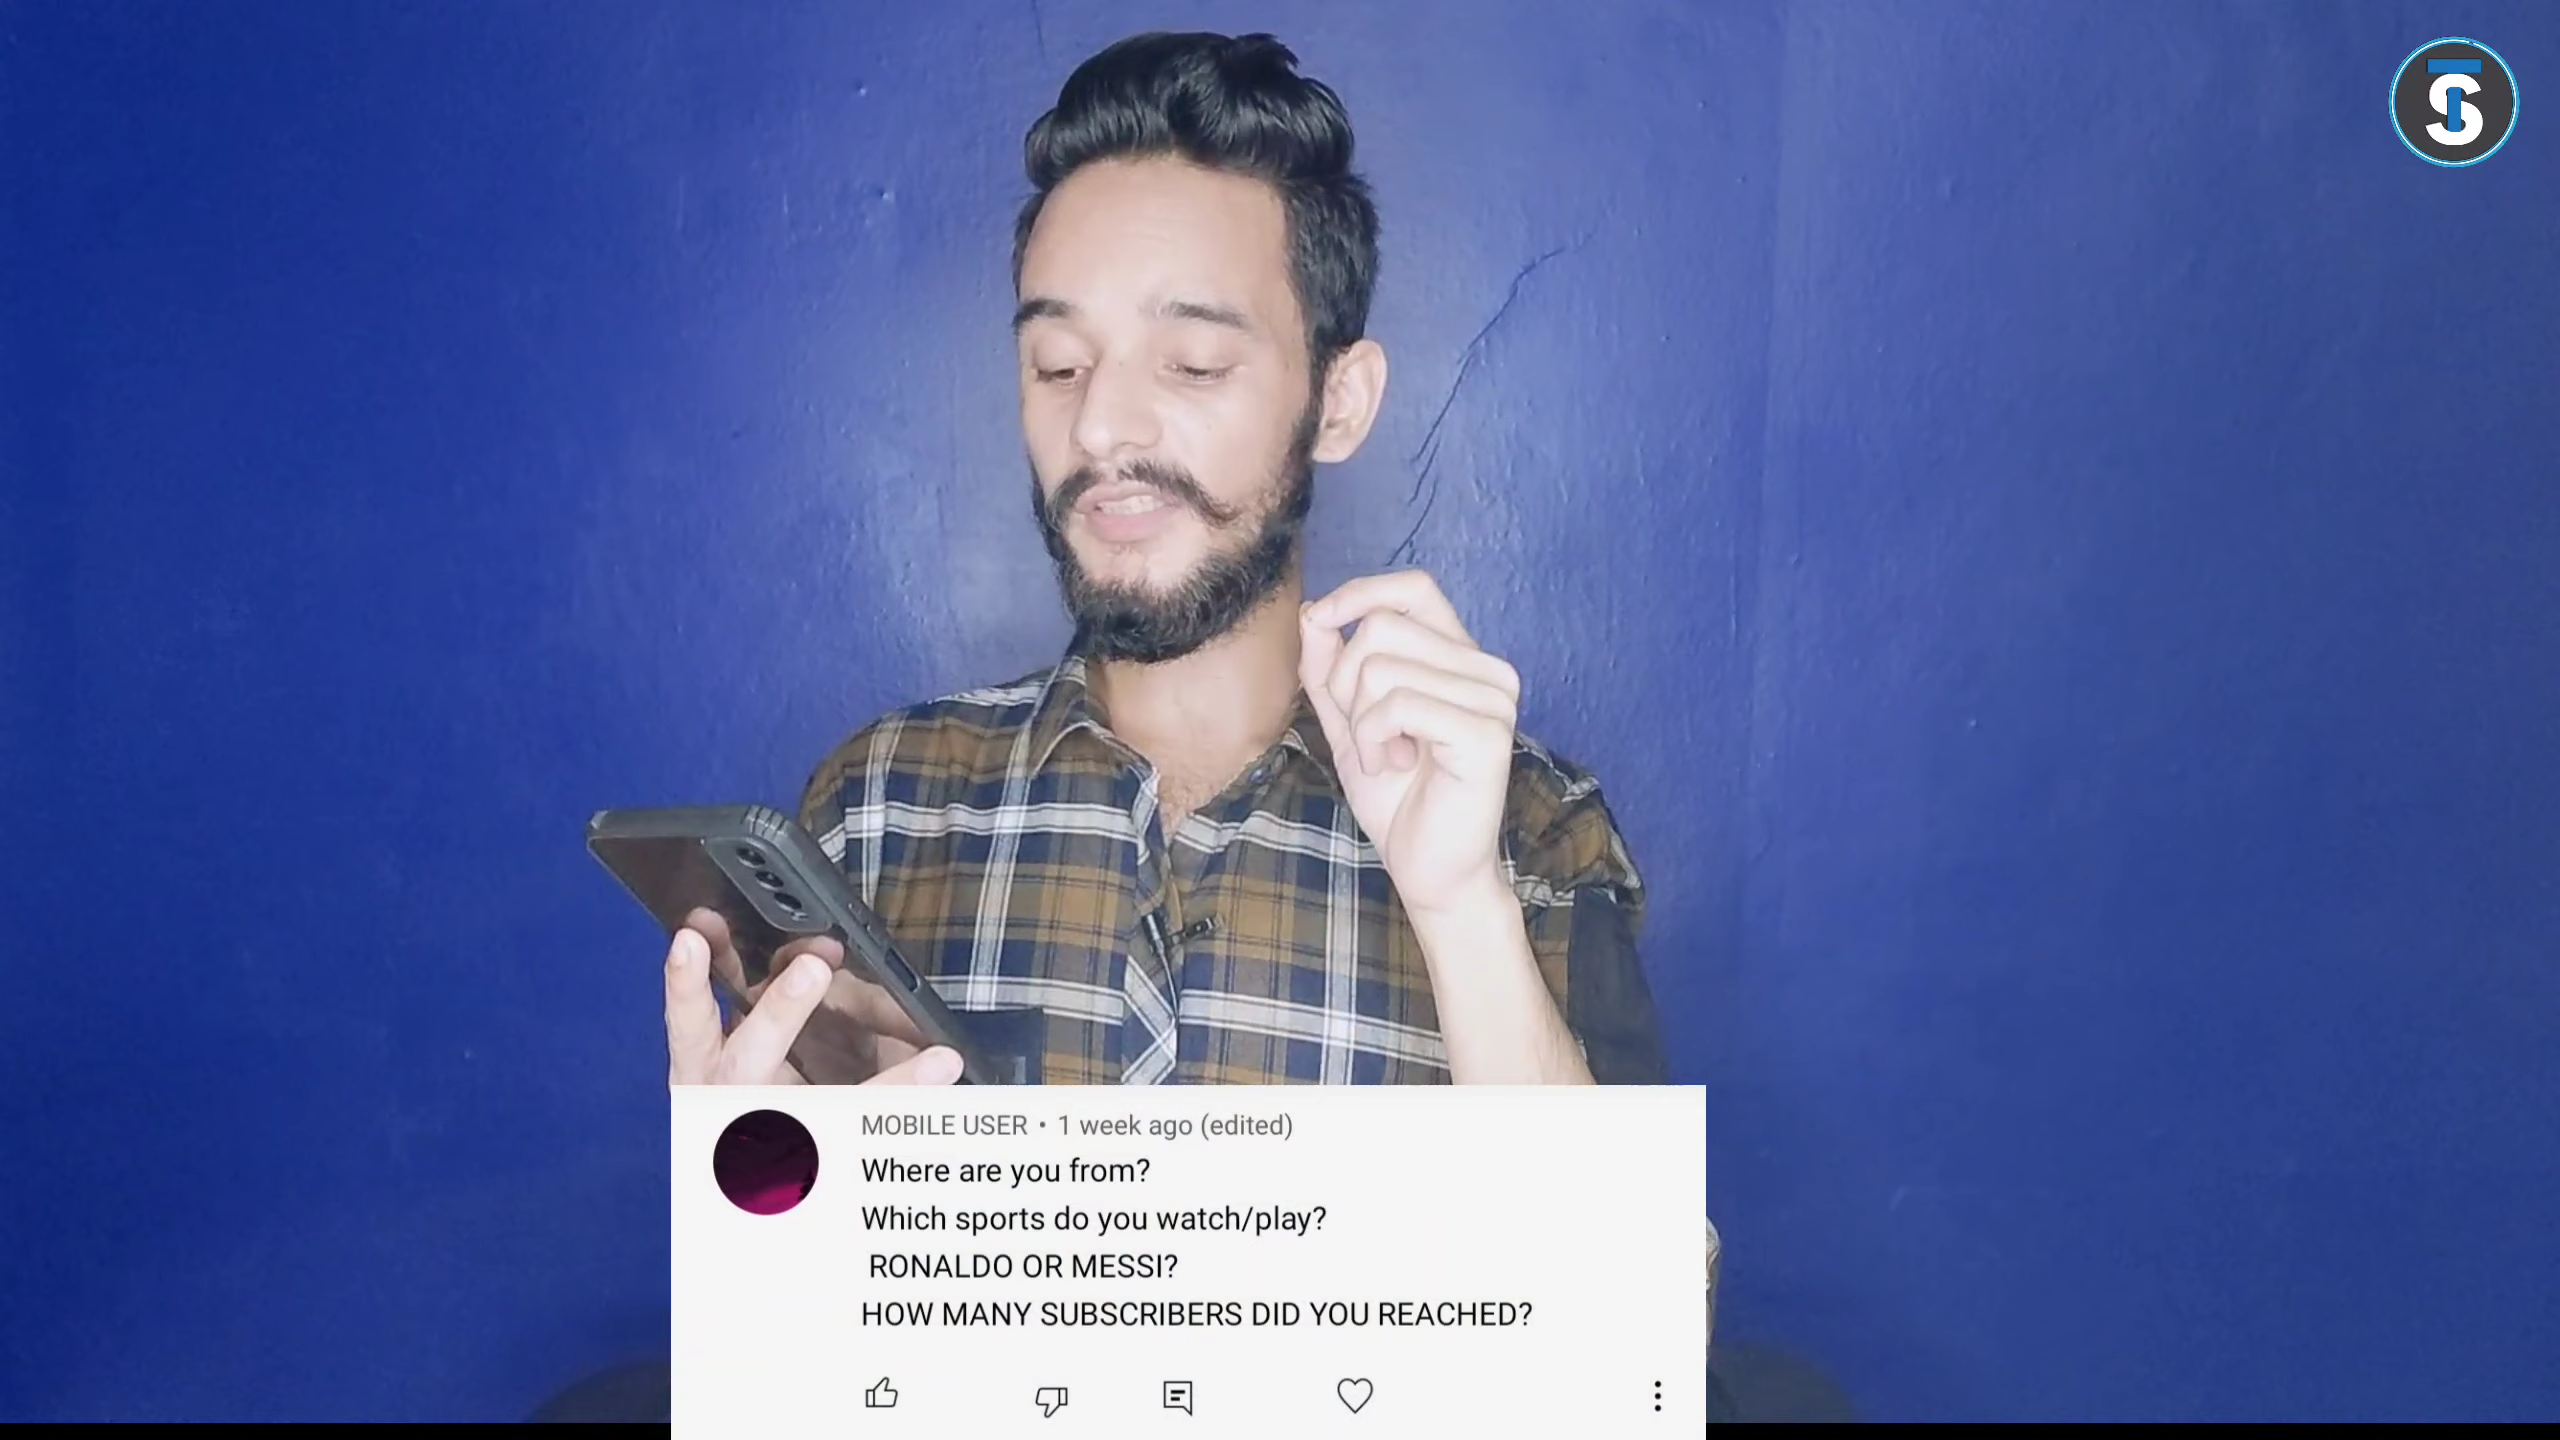 TS
MOBILE USER • 1 week ago (edited)
Where are you from?
Which sports do you watch/play?
RONALDO OR MESSI?
HOW MANY SUBSCRIBERS DID YOU REACHED?